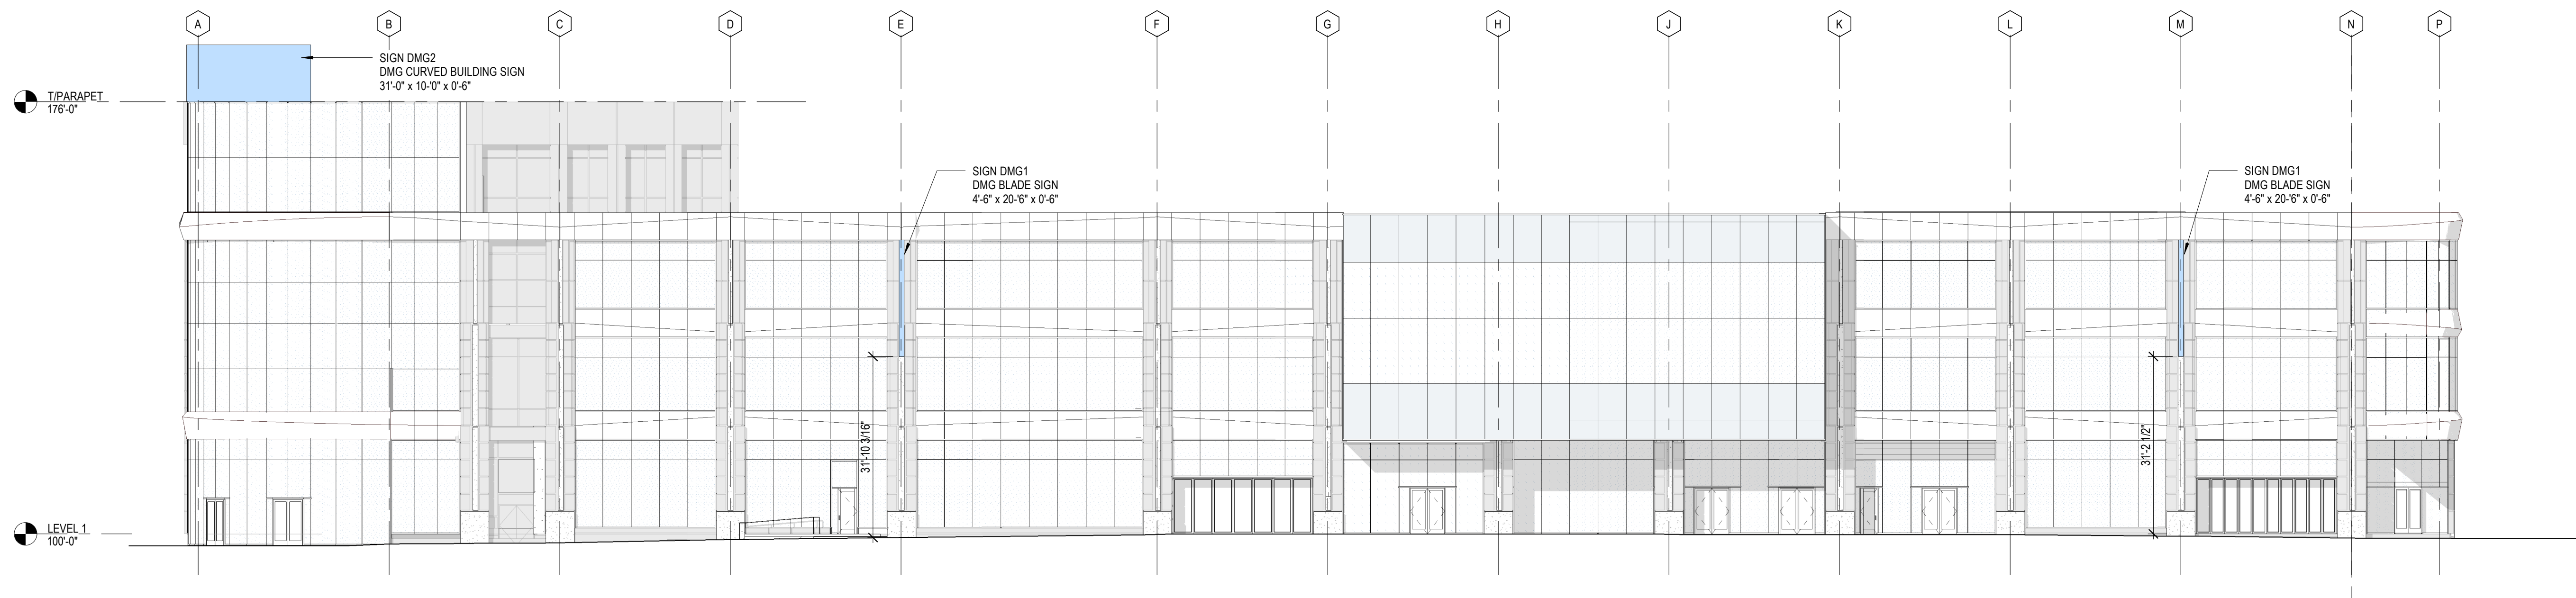 A B C D E F G H J K L M N P
SIGN DMG2
DMG CURVED BUILDING SIGN
31'-0" x 10-'0" x 0'-6"
T/PARAPET
176'-0"
SIGN DMG1
DMG BLADE SIGN
4'-6" x 20-'6" x 0'-6"
SIGN DMG1
DMG BLADE SIGN
4'-6" x 20-'6" x 0'-6"
31'-10 3/16"
31'-2 1/2"
LEVEL 1
100'-0"